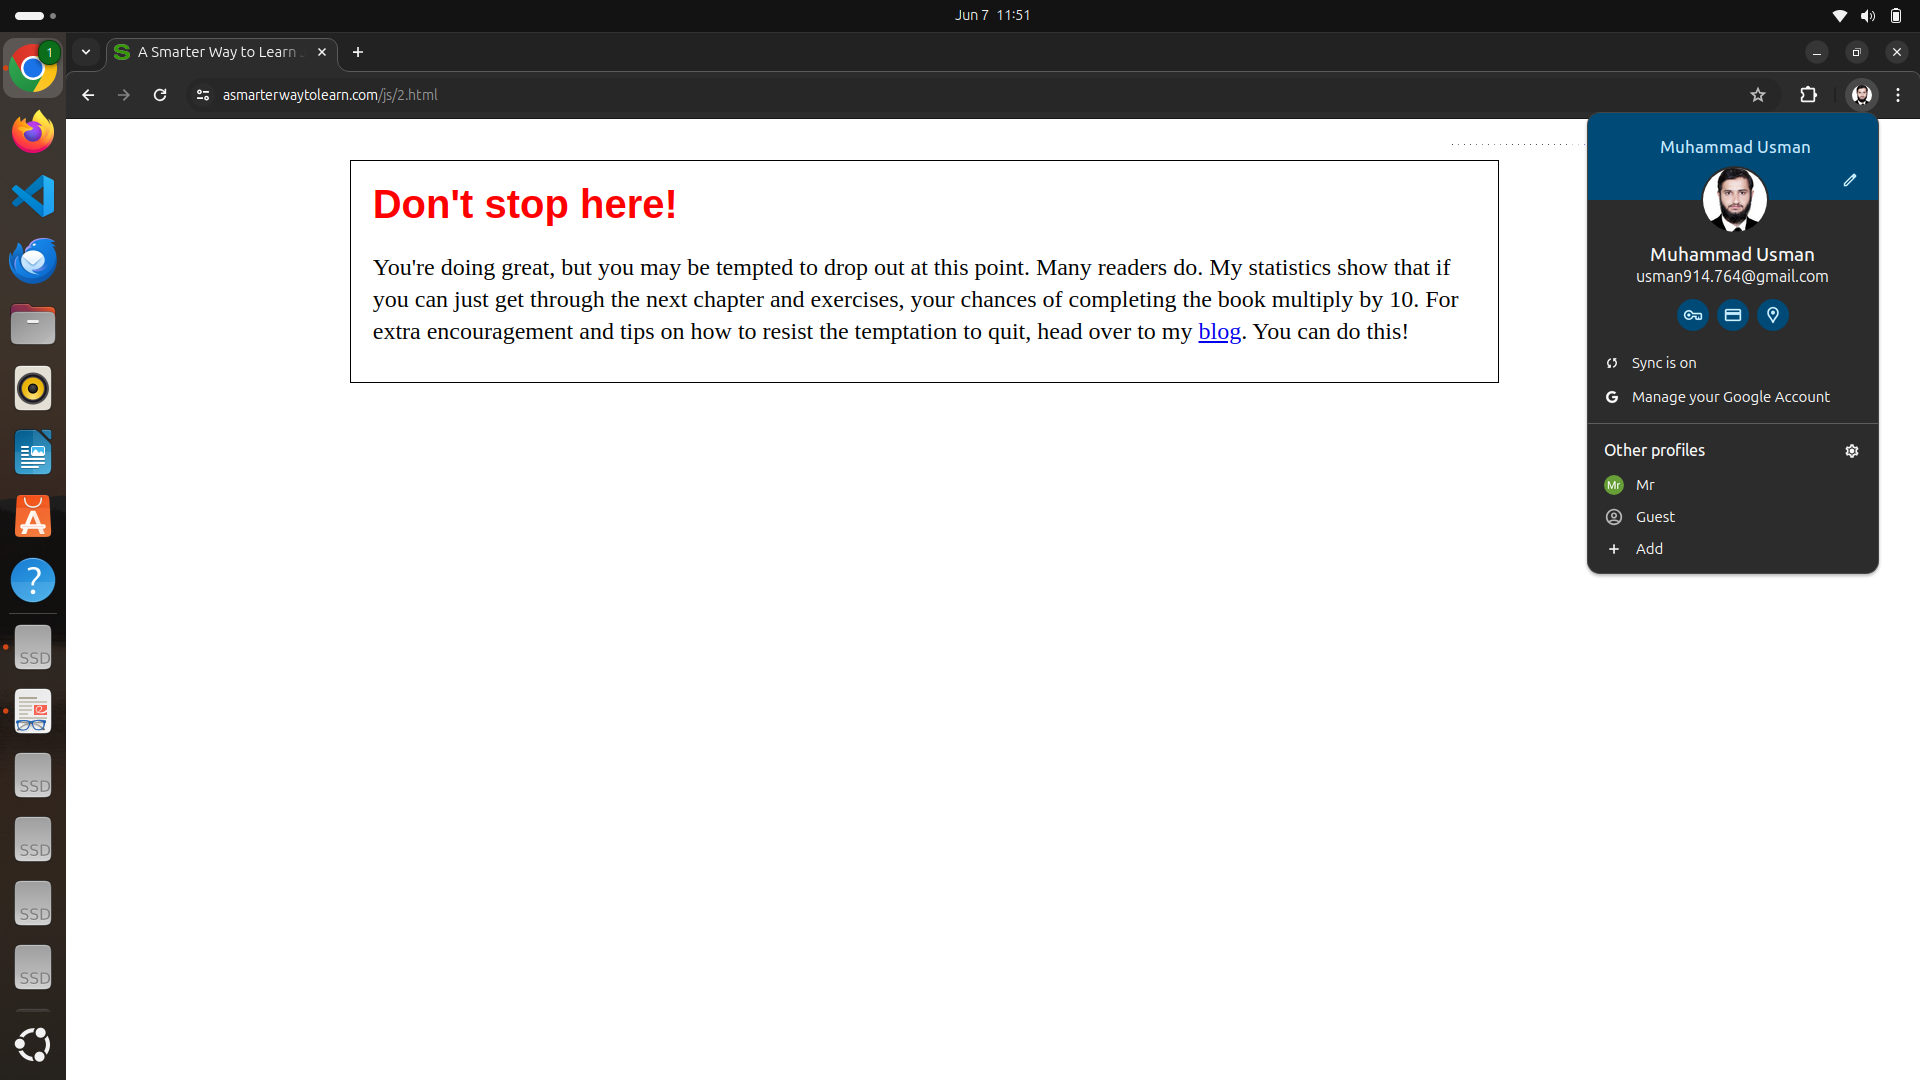 Jun 7 11:51
1
A Smarter Way to Learn
asmarterwaytolearn.com/js/2.html
Don't stop here!
You're doing great, but you may be tempted to drop out at this point. Many readers do. My statistics show that if
you can just get through the next chapter and exercises, your chances of completing the book multiply by 10. For
extra encouragement and tips on how to resist the temptation to quit, head over to my blog. You can do this!
Muhammad Usman
Muhammad Usman
usman914.764@gmail.com
Sync is on
Manage your Google Account
Other profiles
Mr Mr
Guest
Add
SSD
SSD
SSD
SSD
SSD